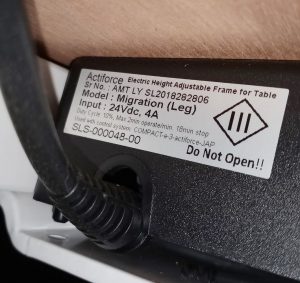 Actiforce Electric Height Adjustable Frame for Table
Sr No.: AMT LY SL2018282806
Model : Migration (Leg)
Input : 24Vdc, 4A
Duty Cycle: 10%, Max 2min operate/min. 18min stop
Used with control system: COMPACT-e-3-actiforce-JAP
SLS-000048-00
III
Do Not Open!!